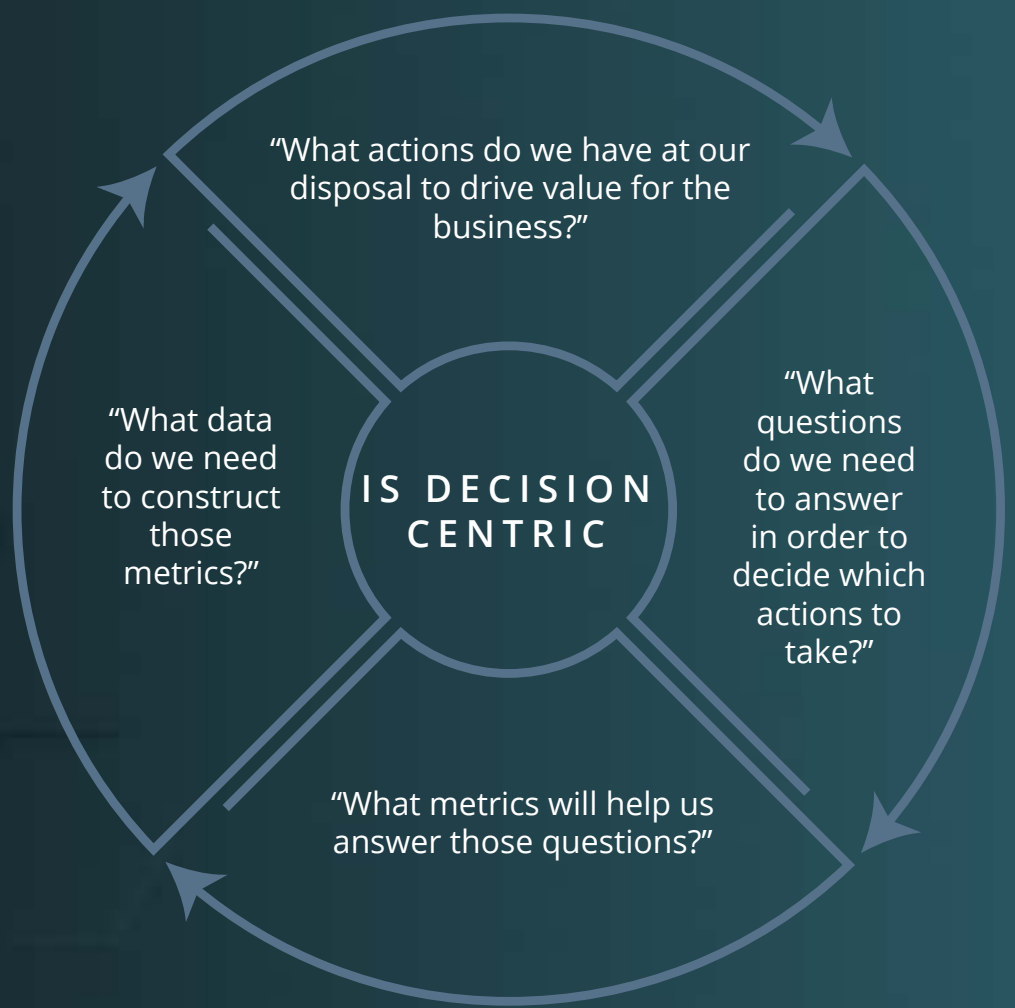 “What actions do we have at our
disposal to drive value for the
business?”
“What
questions
do we need
to answer
in order to
decide which
actions to
take?”
“What metrics will help us
answer those questions?”
“What data
do we need
to construct
those
metrics?”
IS DECISION
CENTRIC